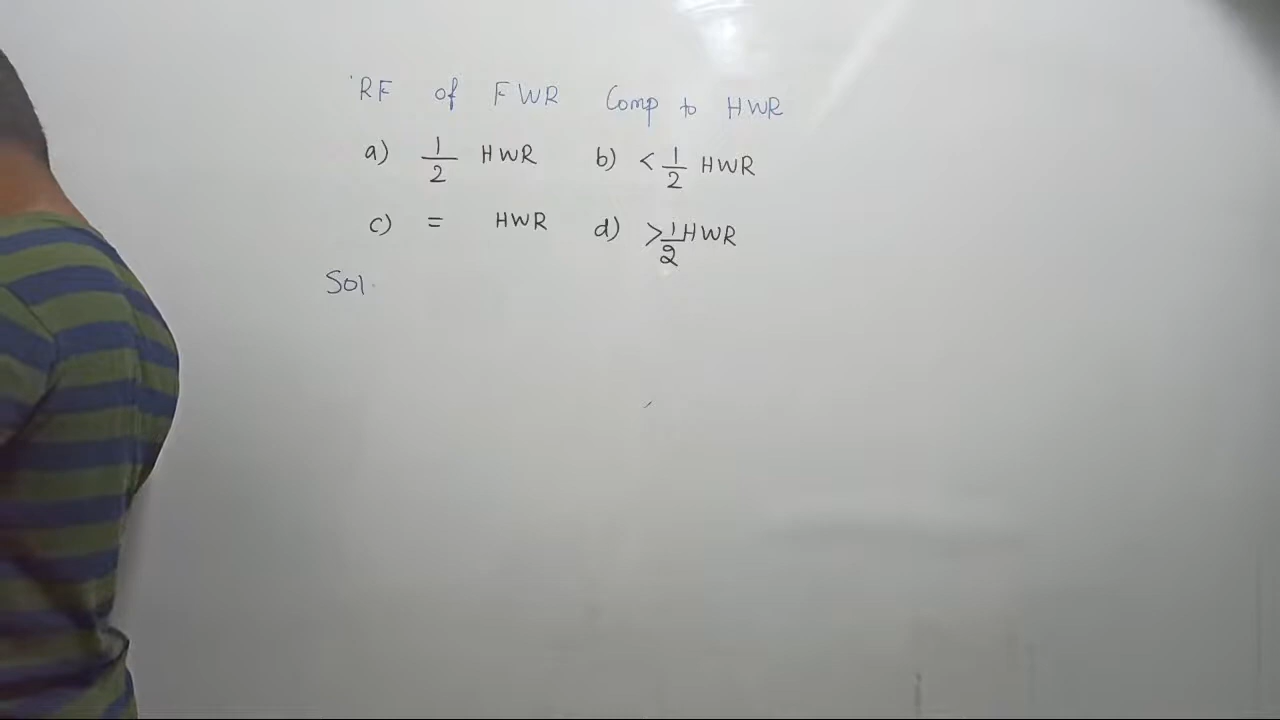 RF of FWR Comp to HWR
a) 1/2 HWR b) < 1/2 HWR
c) = HWR d) > 1/2 HWR
Sol.